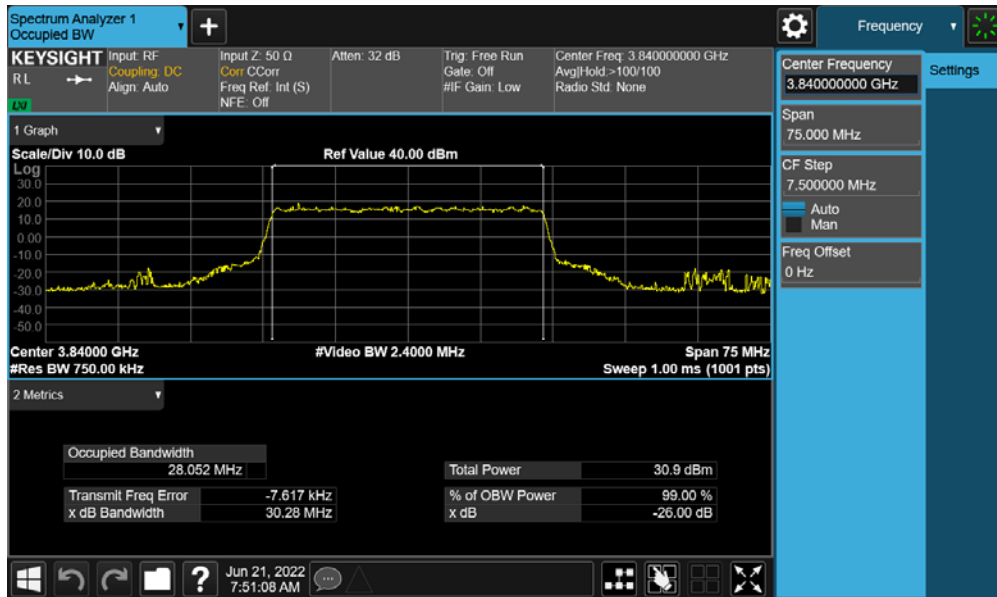 Spectrum Analyzer 1
Occupied BW
+
Frequency
KEYSIGHT
R L
LXI
Input: RF
Coupling: DC
Align: Auto
Input Z: 50 Ω
Corr CCorr
Freq Ref: Int (S)
NFE: Off
Atten: 32 dB
Trig: Free Run
Gate: Off
#IF Gain: Low
Center Freq: 3.840000000 GHz
Avg|Hold:>100/100
Radio Std: None
Center Frequency
3.840000000 GHz
Settings
Span
75.000 MHz
CF Step
7.500000 MHz
Auto
Man
Freq Offset
0 Hz
1 Graph
Scale/Div 10.0 dB
Ref Value 40.00 dBm
Log
30.0
20.0
10.0
0.00
-10.0
-20.0
-30.0
-40.0
-50.0
Center 3.84000 GHz
#Video BW 2.4000 MHz
Span 75 MHz
#Res BW 750.00 kHz
Sweep 1.00 ms (1001 pts)
2 Metrics
Occupied Bandwidth
28.052 MHz
Total Power 30.9 dBm
Transmit Freq Error -7.617 kHz
% of OBW Power 99.00 %
x dB Bandwidth 30.28 MHz
x dB -26.00 dB
?
Jun 21, 2022
7:51:08 AM